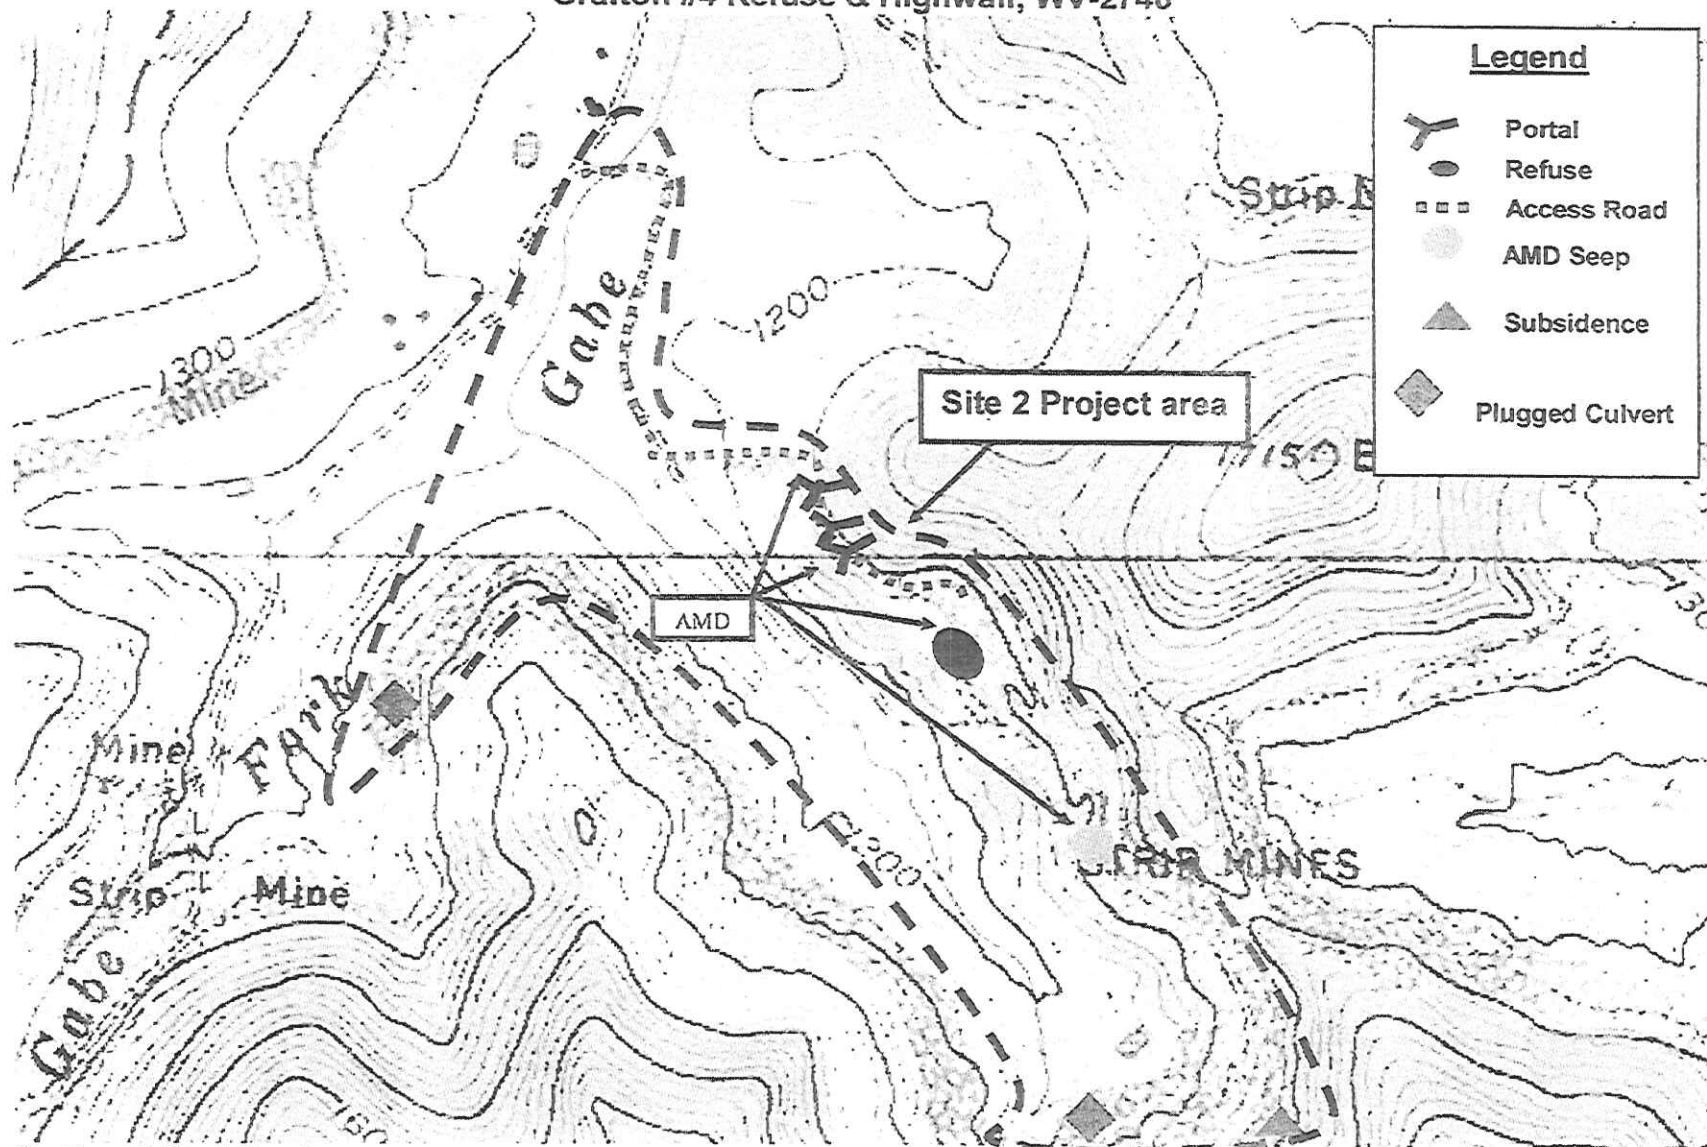 Legend
Portal
Refuse
Access Road
AMD Seep
Subsidence
Plugged Culvert
Strip
Gabe
1200
1300
Mine
Site 2 Project area
AMD
Fork
Mine
1200
STRIP MINES
Strip Mine
Gabe